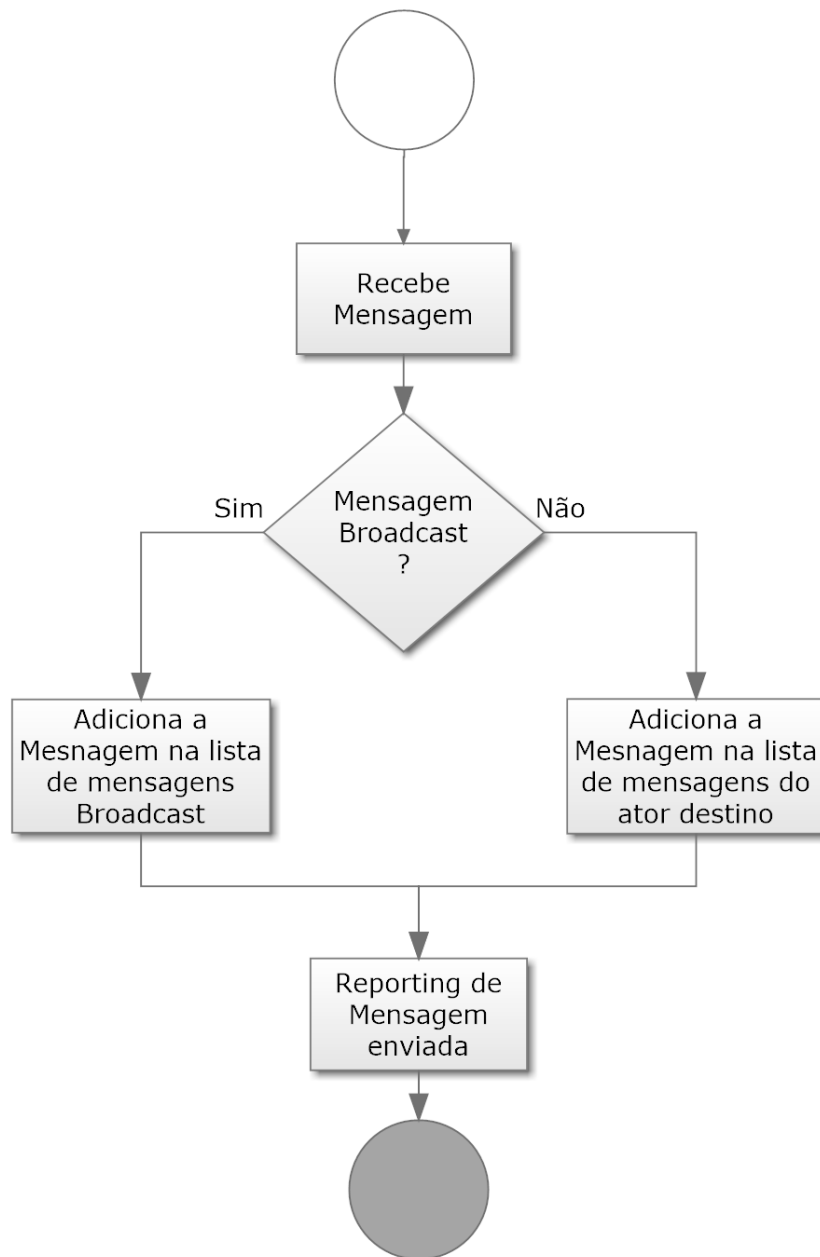 Recebe
Mensagem
Mensagem
Broadcast
?
Sim
Não
Adiciona a
Mesnagem na lista
de mensagens
Broadcast
Adiciona a
Mesnagem na lista
de mensagens do
ator destino
Reporting de
Mensagem
enviada